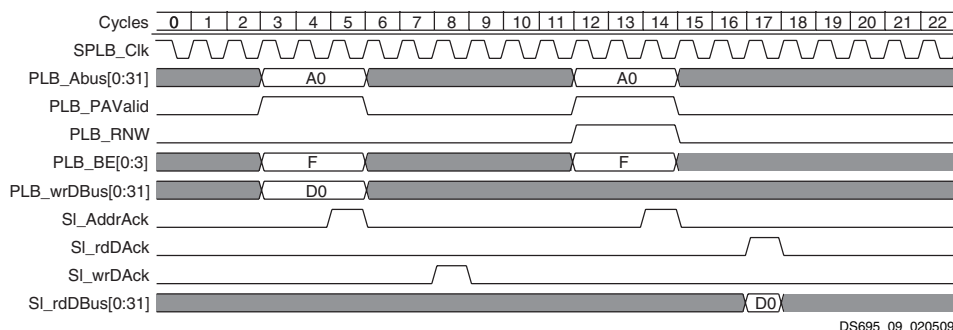 Cycles 0 1 2 3 4 5 6 7 8 9 10 11 12 13 14 15 16 17 18 19 20 21 22
SPLB_Clk
PLB_Abus[0:31] A0 A0
PLB_PAValid
PLB_RNW
PLB_BE[0:3] F F
PLB_wrDBus[0:31] D0
Sl_AddrAck
Sl_rdDAck
Sl_wrDAck
Sl_rdDBus[0:31] D0
DS695_09_020509